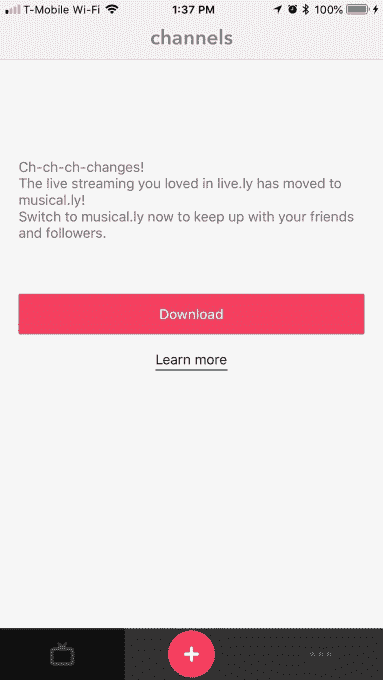 T-Mobile Wi-Fi 1:37 PM 100%
channels
Ch-ch-ch-changes!
The live streaming you loved in live.ly has moved to
musical.ly!
Switch to musical.ly now to keep up with your friends
and followers.
Download
Learn more